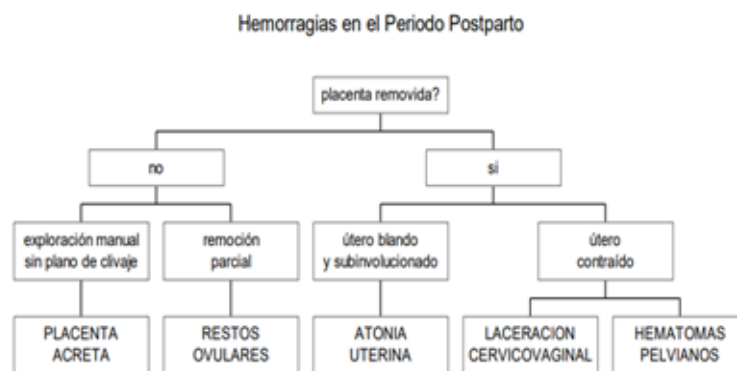 Hemorragias en el Periodo Postparto
placenta removida?
no
si
exploración manual
sin plano de clivaje
remoción
parcial
útero blando
y subinvolucionado
útero
contraído
PLACENTA
ACRETA
RESTOS
OVULARES
ATONIA
UTERINA
LACERACION
CERVICOVAGINAL
HEMATOMAS
PELVIANOS